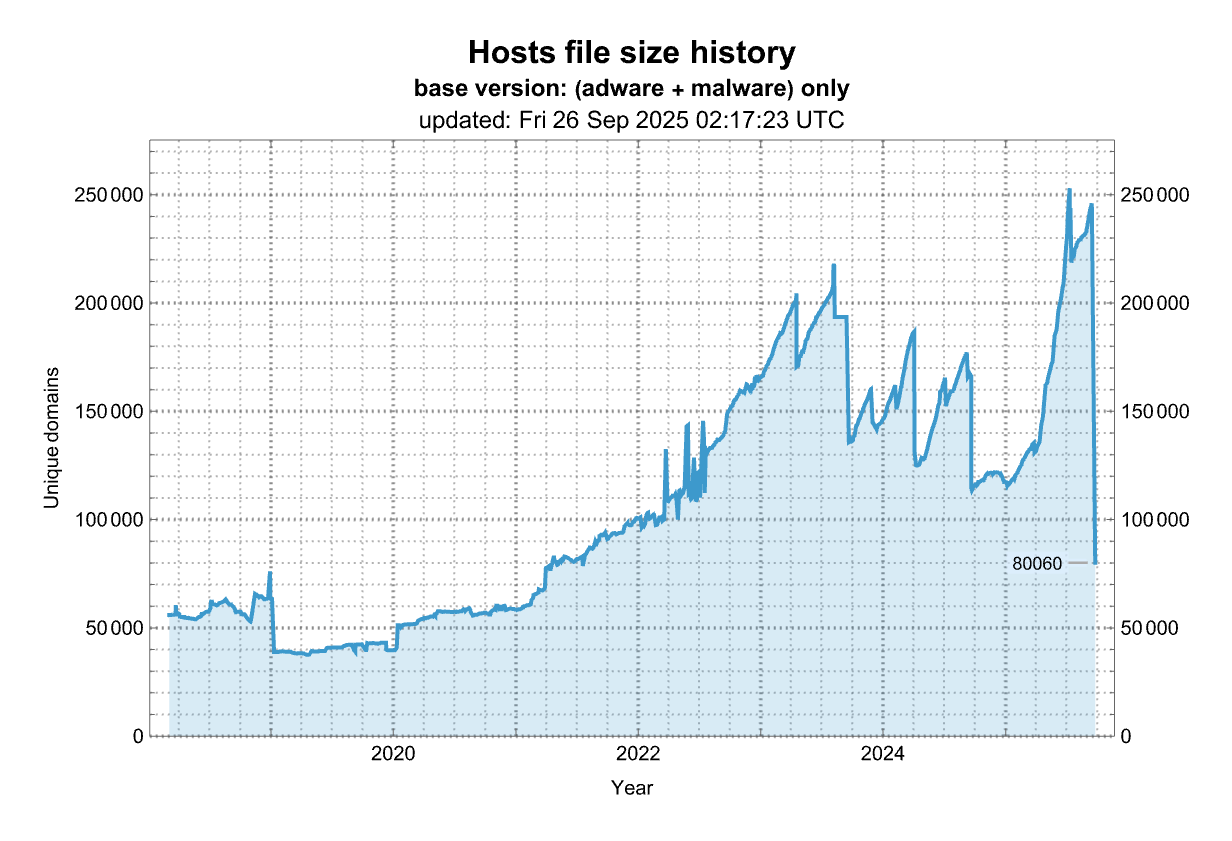 Hosts file size history
base version: (adware + malware) only
updated: Fri 26 Sep 2025 02:17:23 UTC
250 000 250 000
200 000 200 000
150 000 150 000
Unique domains
100 000 100 000
80060
50 000 50 000
0 0
2020 2022 2024
Year